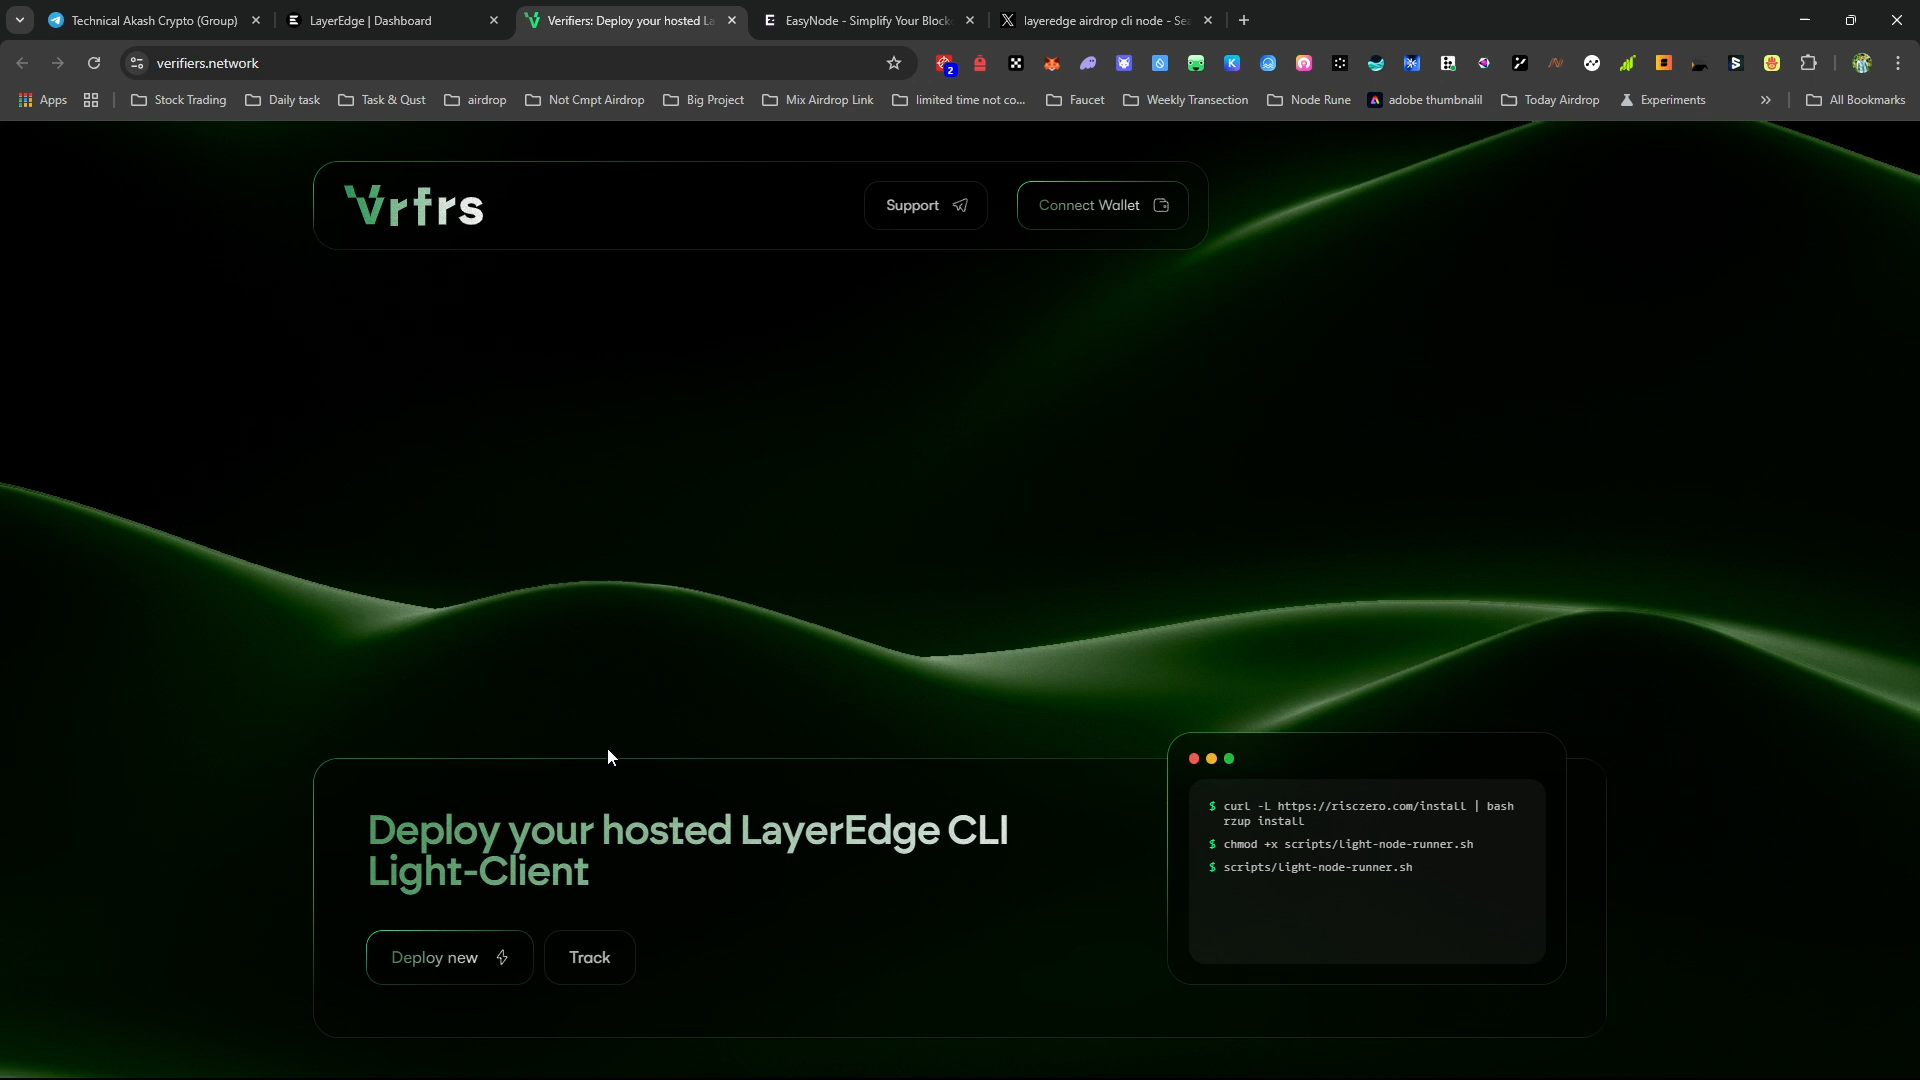 Technical Akash Crypto (Group)
LayerEdge | Dashboard
Verifiers: Deploy your hosted La
EasyNode - Simplify Your Block
layeredge airdrop cli node - Se
verifiers.network
2
Apps
Stock Trading
Daily task
Task & Qust
airdrop
Not Cmpt Airdrop
Big Project
Mix Airdrop Link
limited time not co...
Faucet
Weekly Transection
Node Rune
adobe thumbnalil
Today Airdrop
Experiments
All Bookmarks
Vrfrs
Support
Connect Wallet
Deploy your hosted LayerEdge CLI
Light-Client
Deploy new
Track
$ curl -L https://risczero.com/install | bash
rzup install
$ chmod +x scripts/light-node-runner.sh
$ scripts/light-node-runner.sh